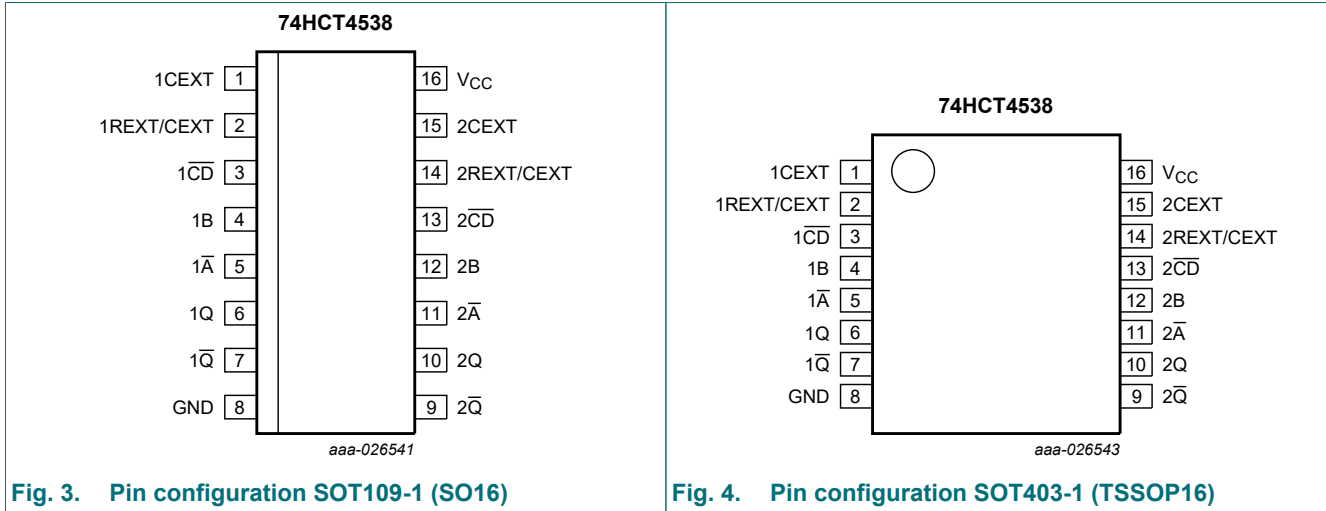 74HCT4538
1CEXT 1
16 VCC
1REXT/CEXT 2
15 2CEXT
1C̅D̅ 3
14 2REXT/CEXT
1B 4
13 2C̅D̅
1A̅ 5
12 2B
1Q 6
11 2A̅
1Q̅ 7
10 2Q
GND 8
9 2Q̅
aaa-026541
Fig. 3. Pin configuration SOT109-1 (SO16)
74HCT4538
1CEXT 1
16 VCC
1REXT/CEXT 2
15 2CEXT
1C̅D̅ 3
14 2REXT/CEXT
1B 4
13 2C̅D̅
1A̅ 5
12 2B
1Q 6
11 2A̅
1Q̅ 7
10 2Q
GND 8
9 2Q̅
aaa-026543
Fig. 4. Pin configuration SOT403-1 (TSSOP16)